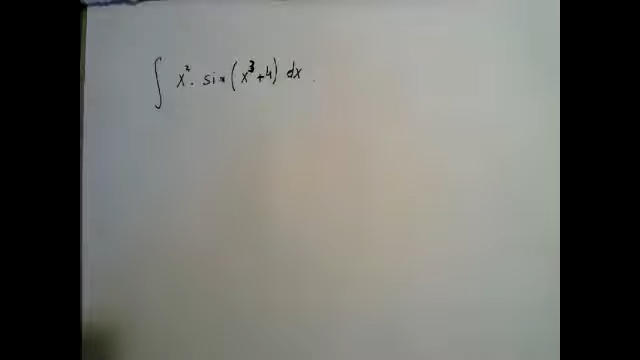 ∫ x². sin (x³+4) dx.